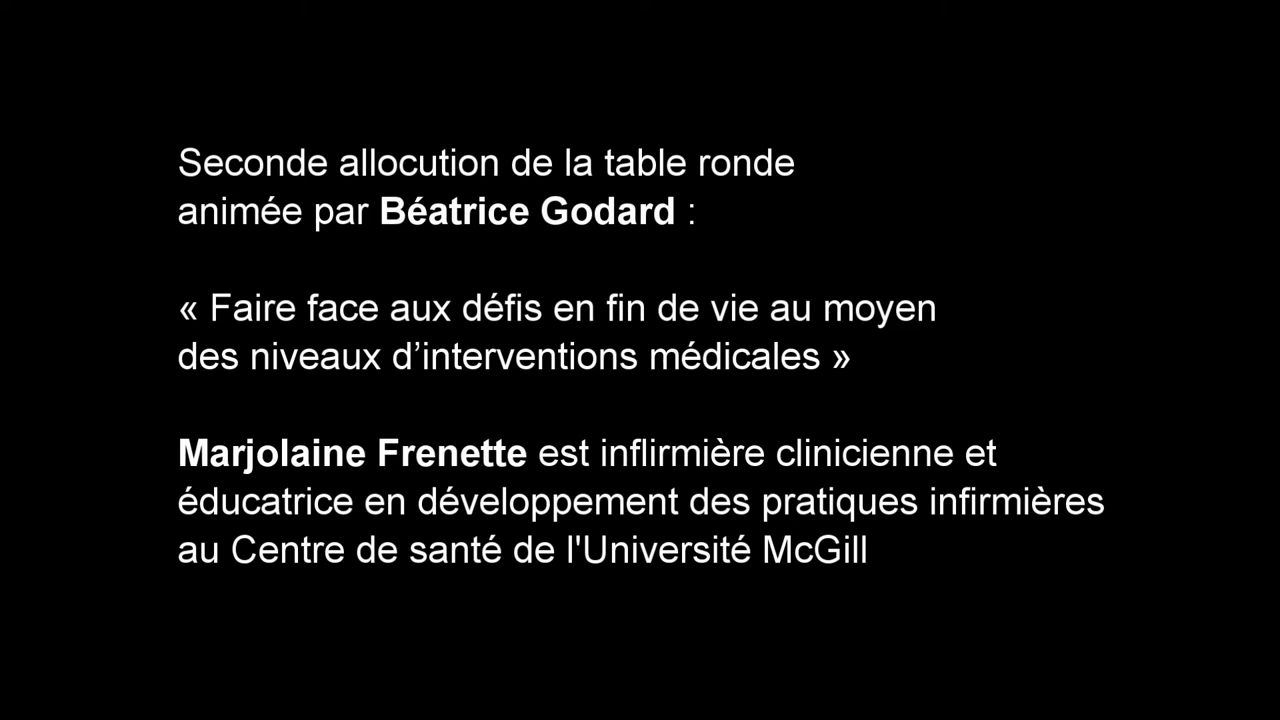 Seconde allocution de la table ronde
animée par Béatrice Godard :
« Faire face aux défis en fin de vie au moyen
des niveaux d’interventions médicales »
Marjolaine Frenette est inflirmière clinicienne et
éducatrice en développement des pratiques infirmières
au Centre de santé de l'Université McGill